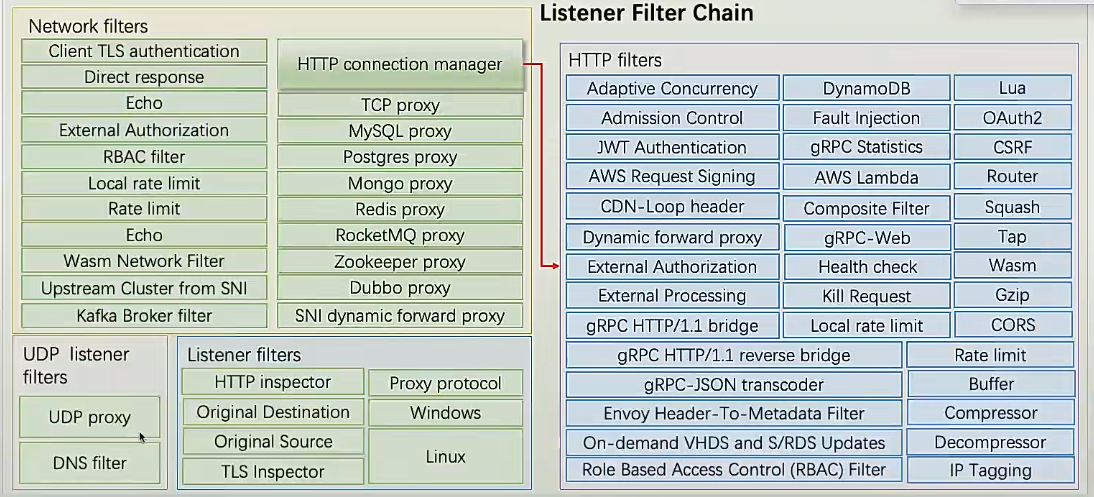 Listener Filter Chain
Network filters
Client TLS authentication
Direct response
Echo
External Authorization
RBAC filter
Local rate limit
Rate limit
Echo
Wasm Network Filter
Upstream Cluster from SNI
Kafka Broker filter
HTTP connection manager
TCP proxy
MySQL proxy
Postgres proxy
Mongo proxy
Redis proxy
RocketMQ proxy
Zookeeper proxy
Dubbo proxy
SNI dynamic forward proxy
UDP listener
filters
UDP proxy
DNS filter
Listener filters
HTTP inspector
Original Destination
Original Source
TLS Inspector
Proxy protocol
Windows
Linux
HTTP filters
Adaptive Concurrency
Admission Control
JWT Authentication
AWS Request Signing
CDN-Loop header
Dynamic forward proxy
External Authorization
External Processing
gRPC HTTP/1.1 bridge
DynamoDB
Fault Injection
gRPC Statistics
AWS Lambda
Composite Filter
gRPC-Web
Health check
Kill Request
Local rate limit
Lua
OAuth2
CSRF
Router
Squash
Tap
Wasm
Gzip
CORS
gRPC HTTP/1.1 reverse bridge
gRPC-JSON transcoder
Envoy Header-To-Metadata Filter
On-demand VHDS and S/RDS Updates
Role Based Access Control (RBAC) Filter
Rate limit
Buffer
Compressor
Decompressor
IP Tagging